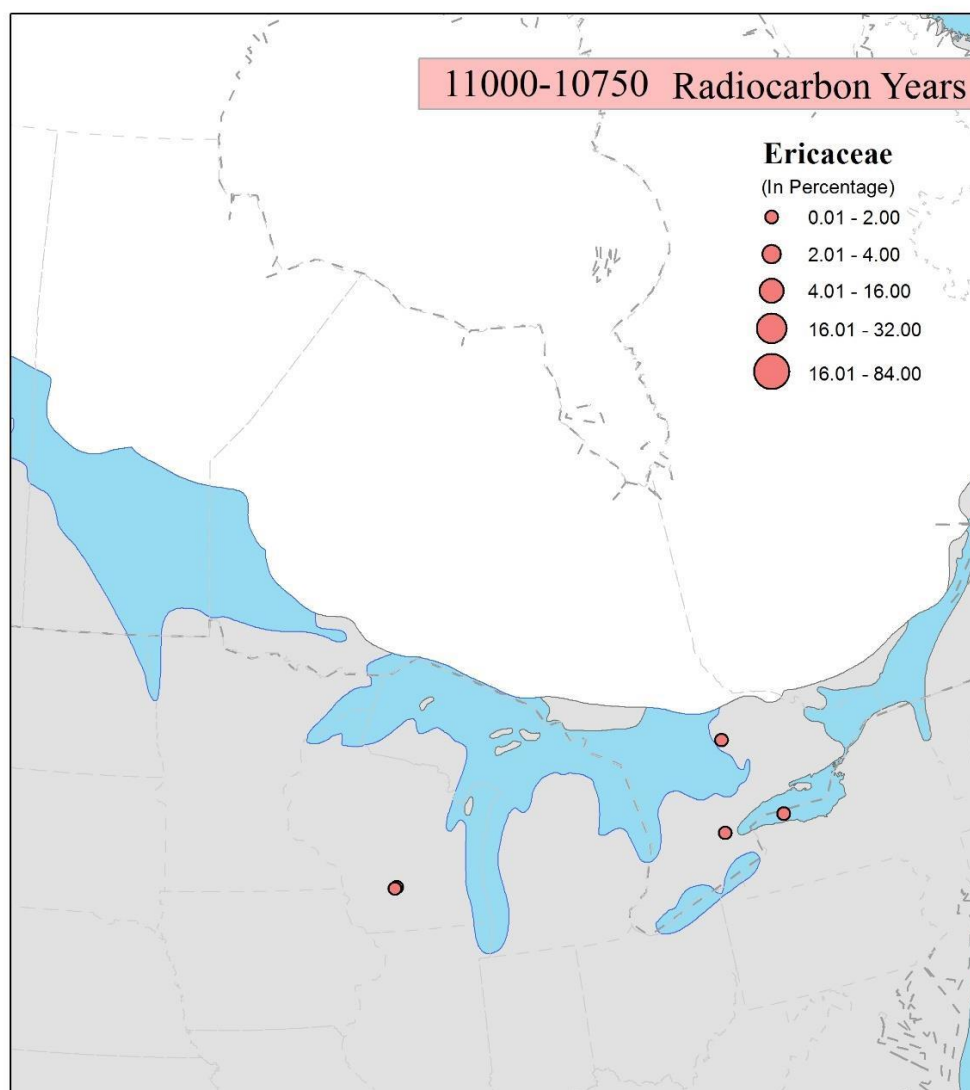 11000-10750 Radiocarbon Years
Ericaceae
(In Percentage)
0.01 - 2.00
2.01 - 4.00
4.01 - 16.00
16.01 - 32.00
16.01 - 84.00